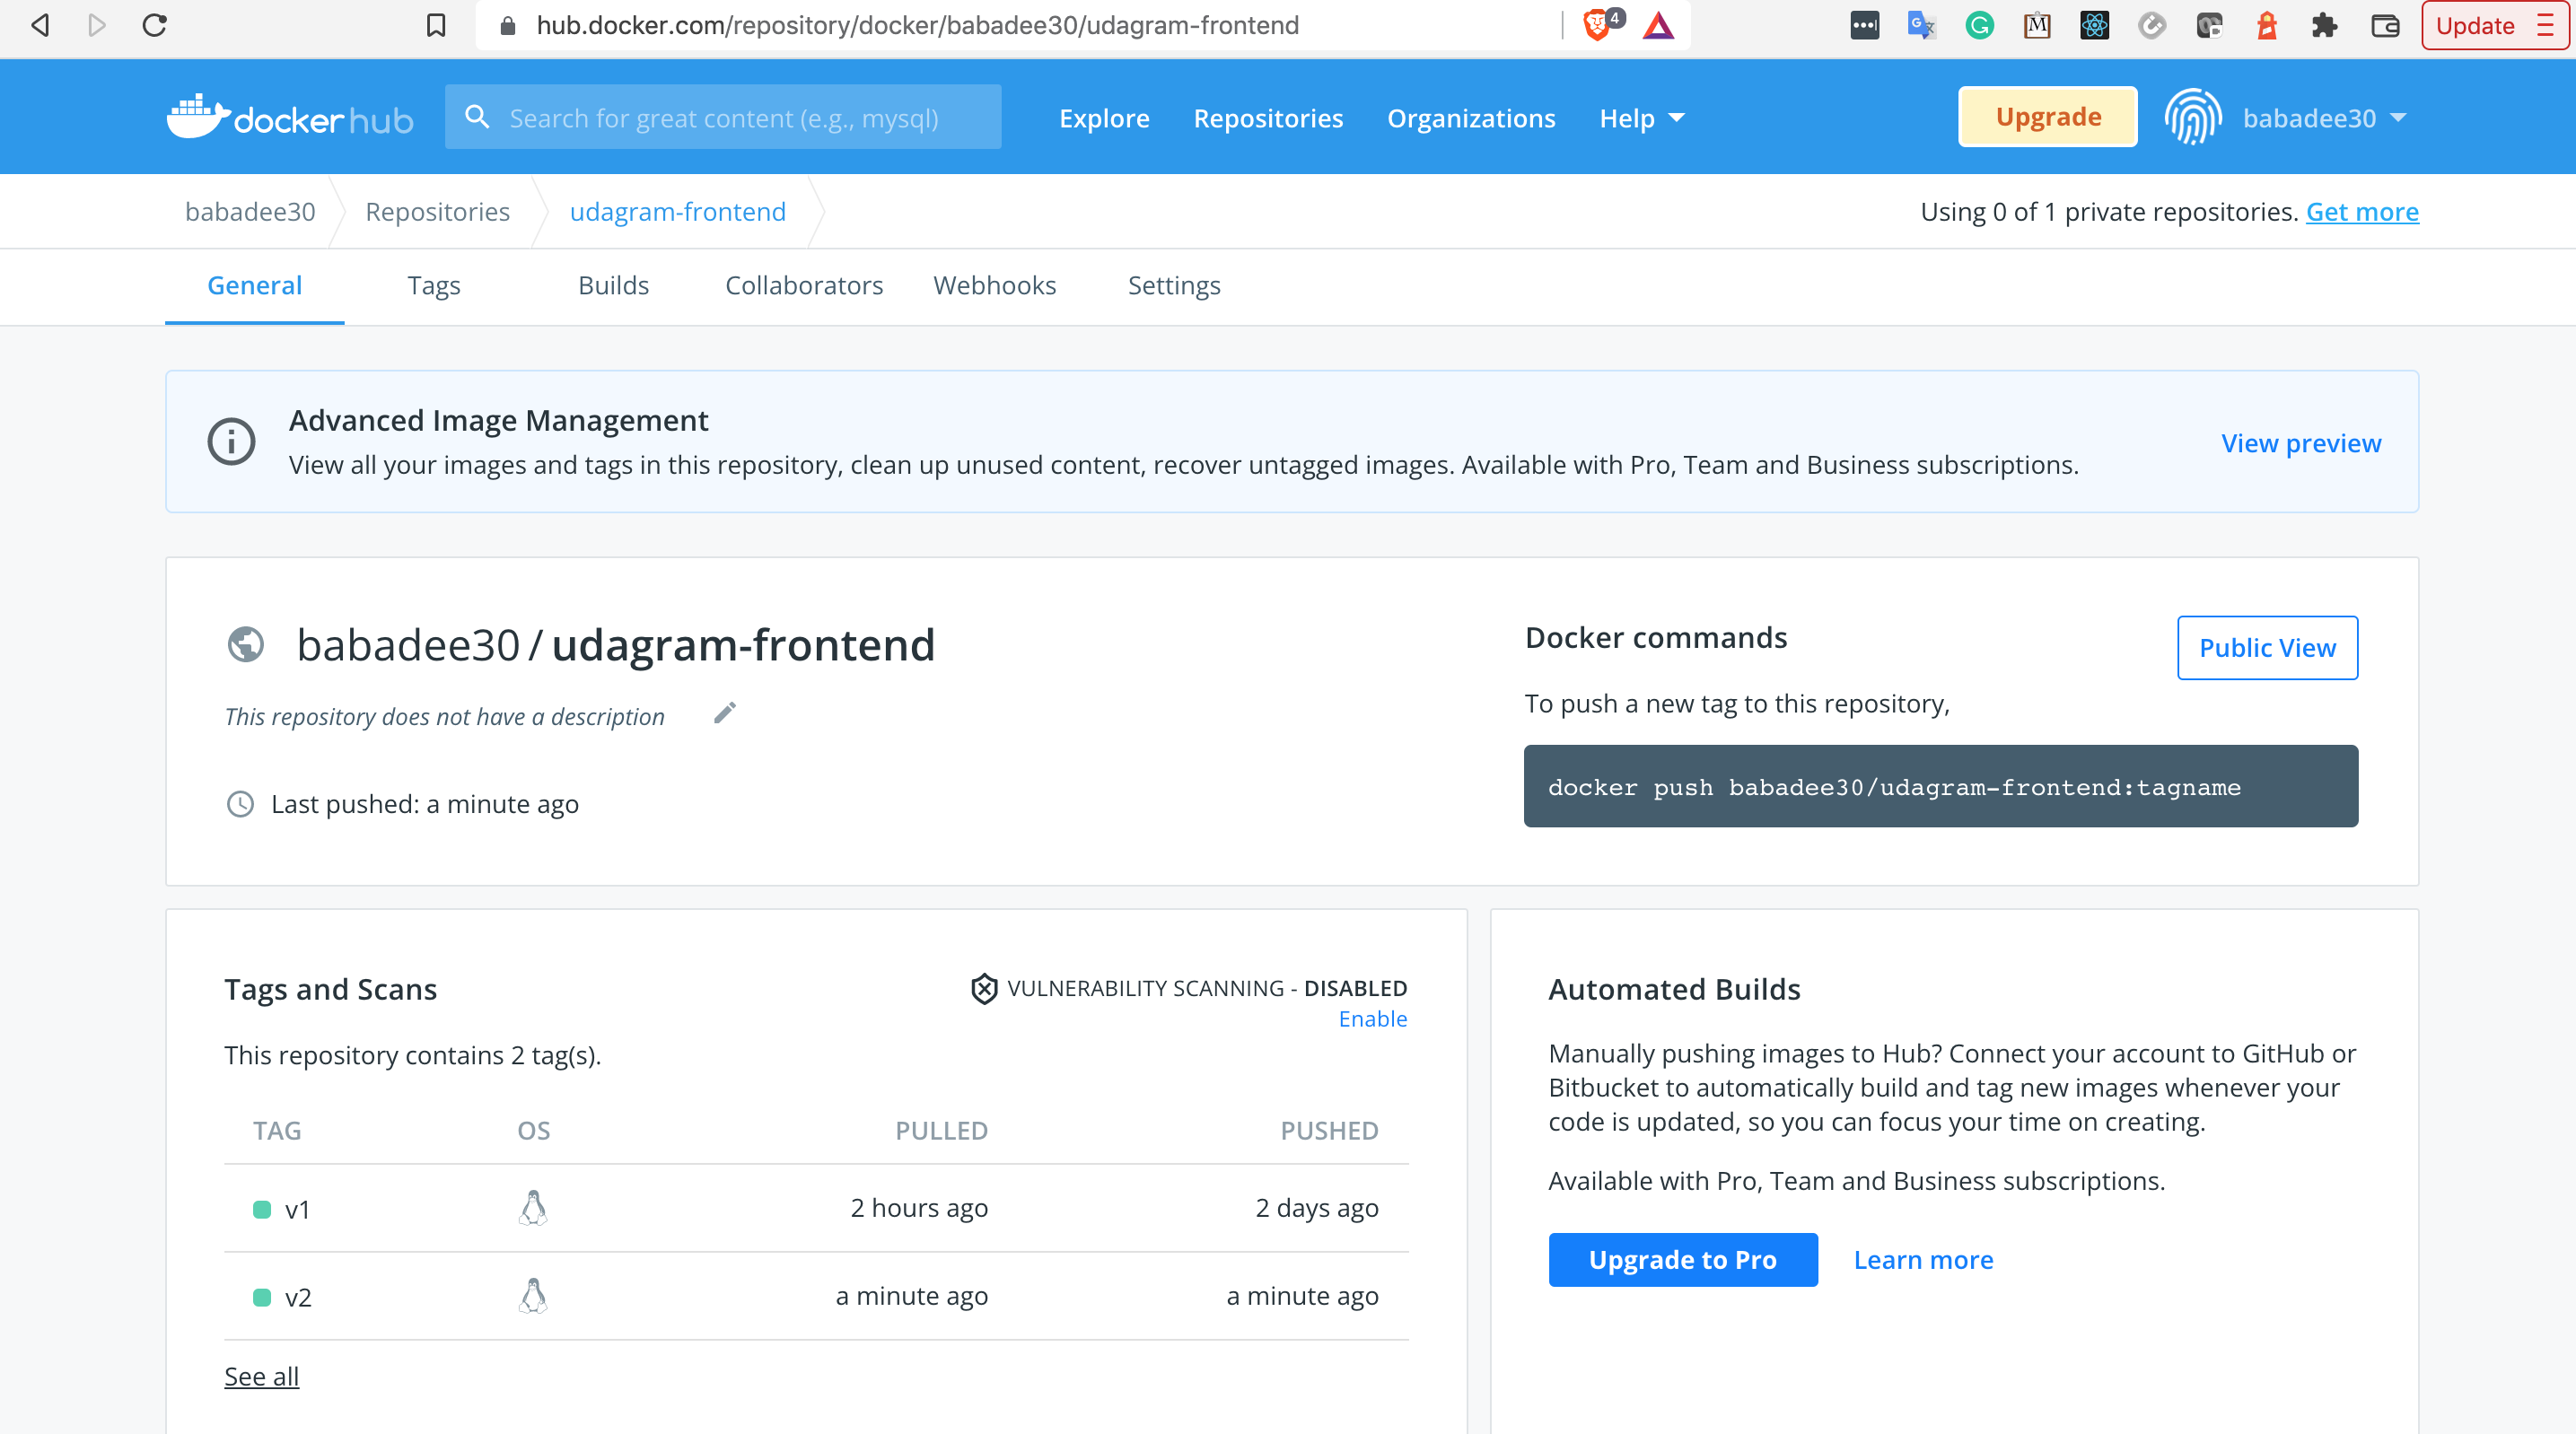 hub.docker.com/repository/docker/babadee30/udagram-frontend
4
Update
docker hub
Search for great content (e.g., mysql)
Explore
Repositories
Organizations
Help
Upgrade
babadee30
babadee30
Repositories
udagram-frontend
Using 0 of 1 private repositories. Get more
General
Tags
Builds
Collaborators
Webhooks
Settings
Advanced Image Management
View all your images and tags in this repository, clean up unused content, recover untagged images. Available with Pro, Team and Business subscriptions.
View preview
babadee30 / udagram-frontend
This repository does not have a description
Last pushed: a minute ago
Docker commands
Public View
To push a new tag to this repository,
docker push babadee30/udagram-frontend:tagname
Tags and Scans
VULNERABILITY SCANNING - DISABLED
Enable
This repository contains 2 tag(s).
TAG OS PULLED PUSHED
v1 2 hours ago 2 days ago
v2 a minute ago a minute ago
See all
Automated Builds
Manually pushing images to Hub? Connect your account to GitHub or
Bitbucket to automatically build and tag new images whenever your
code is updated, so you can focus your time on creating.
Available with Pro, Team and Business subscriptions.
Upgrade to Pro
Learn more